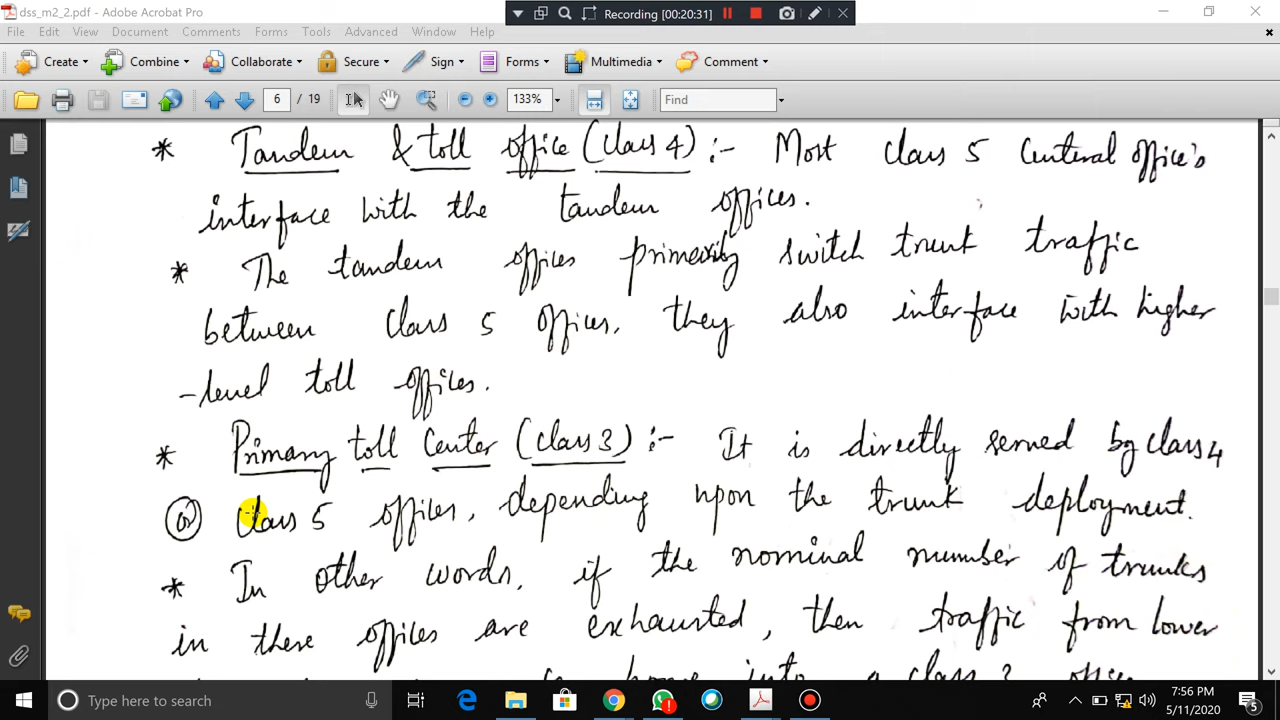 dss_m2_2.pdf - Adobe Acrobat Pro
Recording [00:20:31]
File Edit View Document Comments Forms Tools Advanced Window Help
Create Combine Collaborate Secure Sign Forms Multimedia Comment
6 / 19 133% Find
* Tandem & toll office (class 4) :- Most class 5 Centeral office's
interface with the tandem offices.
* The tandem offices primarily switch trunk traffic
between class 5 offices, they also interface with higher
-level toll offices.
* Primary toll Center (class 3) :- It is directly served by class 4
or class 5 offices, depending upon the trunk deployment.
* In other words, if the nominal number of trunks
in these offices are exhausted, then traffic from lower
into a class
Type here to search
7:56 PM
5/11/2020
5